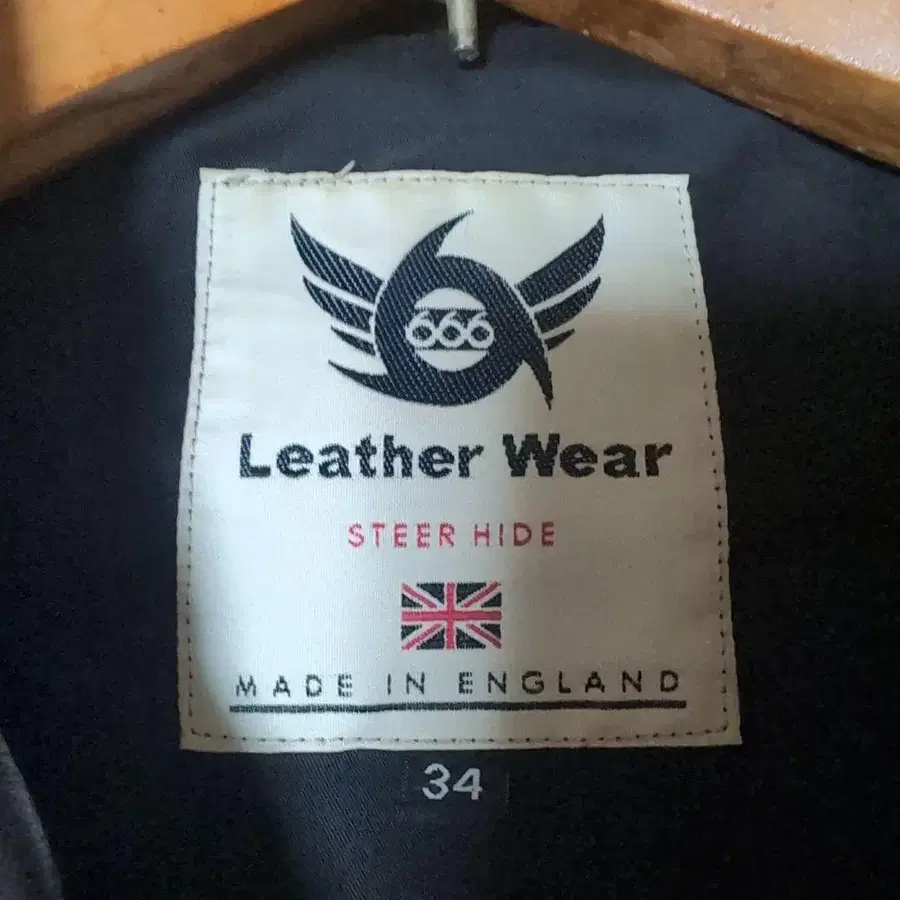 666
Leather Wear
STEER HIDE
MADE IN ENGLAND
34